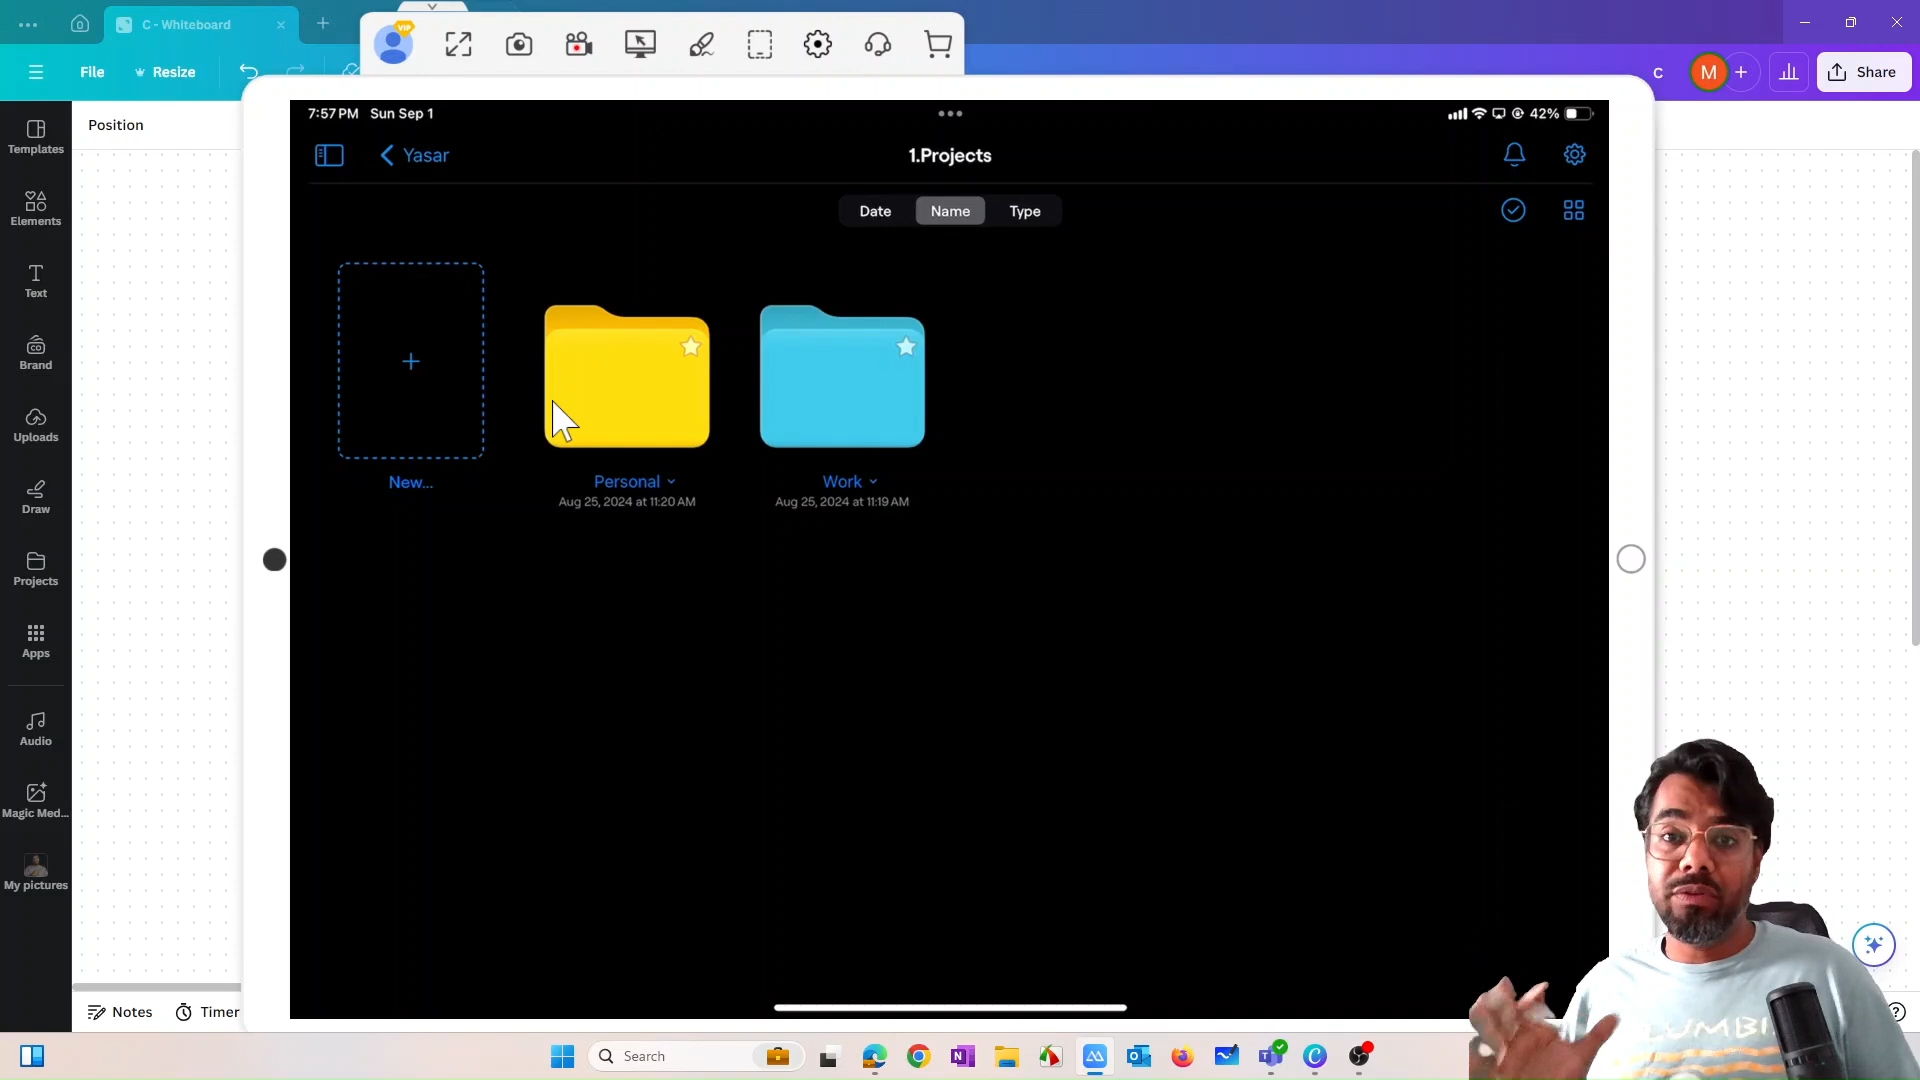 C - Whiteboard
VIP
File
Resize
C
M
Share
Position
7:57 PM Sun Sep 1
42%
Yasar
1.Projects
Date
Name
Type
New...
Personal
Aug 25, 2024 at 11:20 AM
Work
Aug 25, 2024 at 11:19 AM
Templates
Elements
Text
Brand
Uploads
Draw
Projects
Apps
Audio
Magic Med...
My pictures
Notes
Timer
Search